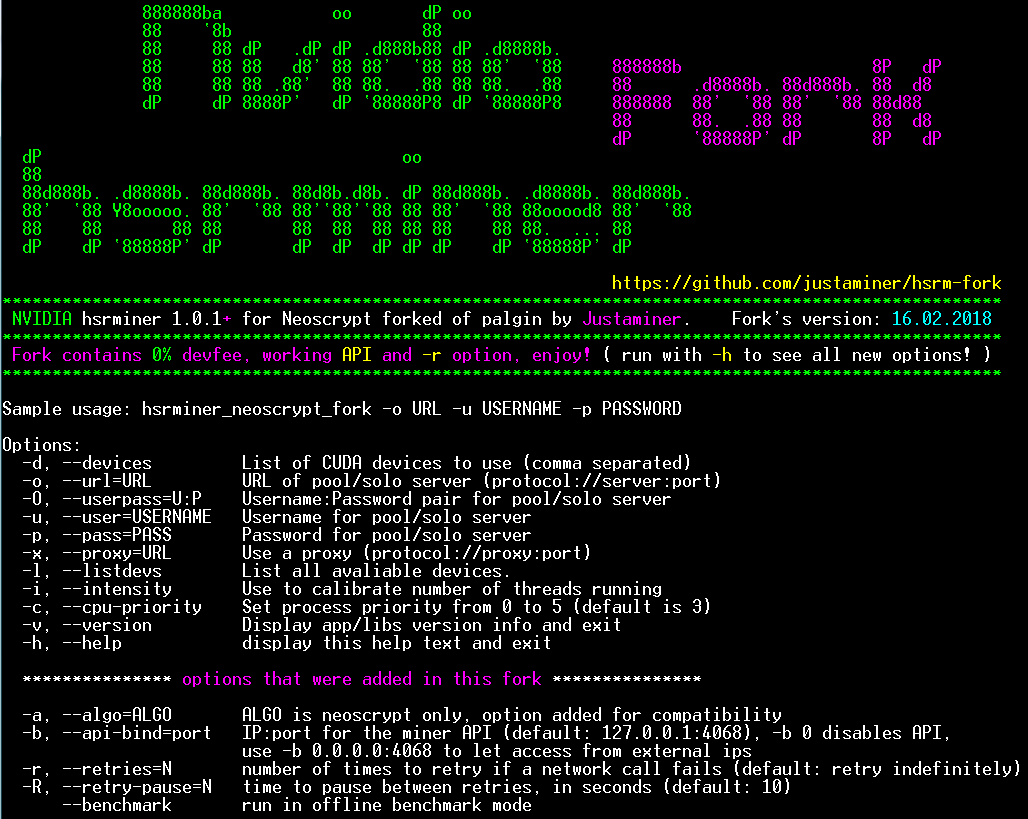 Nvidia
Fork
hsrminer
https://github.com/justaminer/hsrm-fork
****************************************************************************************************
NVIDIA hsrminer 1.0.1+ for Neoscrypt forked of palgin by Justaminer.    Fork's version: 16.02.2018
****************************************************************************************************
Fork contains 0% devfee, working API and -r option, enjoy! ( run with -h to see all new options! )
****************************************************************************************************
Sample usage: hsrminer_neoscrypt_fork -o URL -u USERNAME -p PASSWORD
Options:
-d, --devices         List of CUDA devices to use (comma separated)
-o, --url=URL         URL of pool/solo server (protocol://server:port)
-O, --userpass=U:P    Username:Password pair for pool/solo server
-u, --user=USERNAME   Username for pool/solo server
-p, --pass=PASS       Password for pool/solo server
-x, --proxy=URL       Use a proxy (protocol://proxy:port)
-l, --listdevs        List all avaliable devices.
-i, --intensity       Use to calibrate number of threads running
-c, --cpu-priority    Set process priority from 0 to 5 (default is 3)
-v, --version         Display app/libs version info and exit
-h, --help            display this help text and exit
*************** options that were added in this fork ***************
-a, --algo=ALGO       ALGO is neoscrypt only, option added for compatibility
-b, --api-bind=port   IP:port for the miner API (default: 127.0.0.1:4068), -b 0 disables API,
use -b 0.0.0.0:4068 to let access from external ips
-r, --retries=N       number of times to retry if a network call fails (default: retry indefinitely)
-R, --retry-pause=N   time to pause between retries, in seconds (default: 10)
--benchmark       run in offline benchmark mode